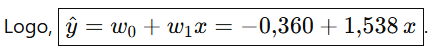 Logo, ŷ = w₀ + w₁x = −0,360 + 1,538 x.